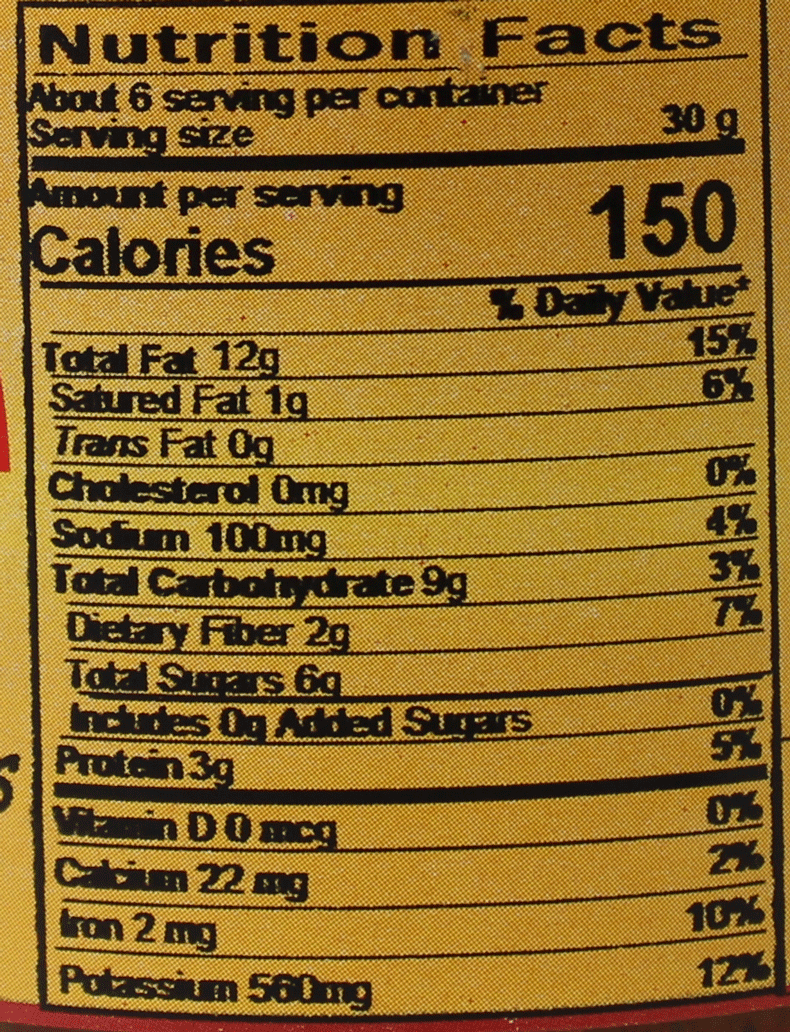 Nutrition Facts
About 6 serving per container
Serving size 30 g
Amount per serving
Calories 150
% Daily Value*
Total Fat 12g 15%
Satured Fat 1g 6%
Trans Fat 0g
Cholesterol 0mg 0%
Sodium 100mg 4%
Total Carbohydrate 9g 3%
Dietary Fiber 2g 7%
Total Sugars 6g
Includes 0g Added Sugars 0%
Protein 3g 5%
Vitamin D 0 mcg 0%
Calcium 22 mg 2%
Iron 2 mg 10%
Potassium 560mg 12%